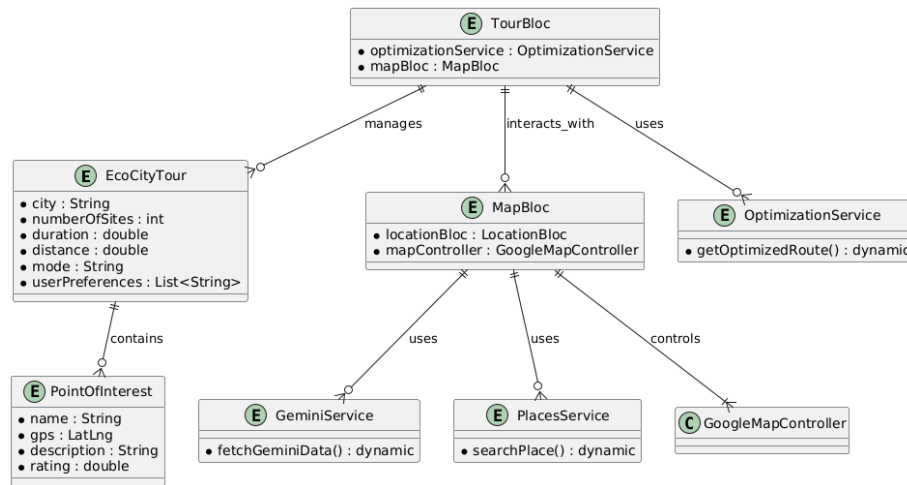 E TourBloc
optimizationService : OptimizationService
mapBloc : MapBloc
manages
interacts_with
uses
E EcoCityTour
city : String
numberOfSites : int
duration : double
distance : double
mode : String
userPreferences : List<String>
E MapBloc
locationBloc : LocationBloc
mapController : GoogleMapController
E OptimizationService
getOptimizedRoute() : dynamic
contains
uses
uses
controls
E PointOfInterest
name : String
gps : LatLng
description : String
rating : double
E GeminiService
fetchGeminiData() : dynamic
E PlacesService
searchPlace() : dynamic
C GoogleMapController